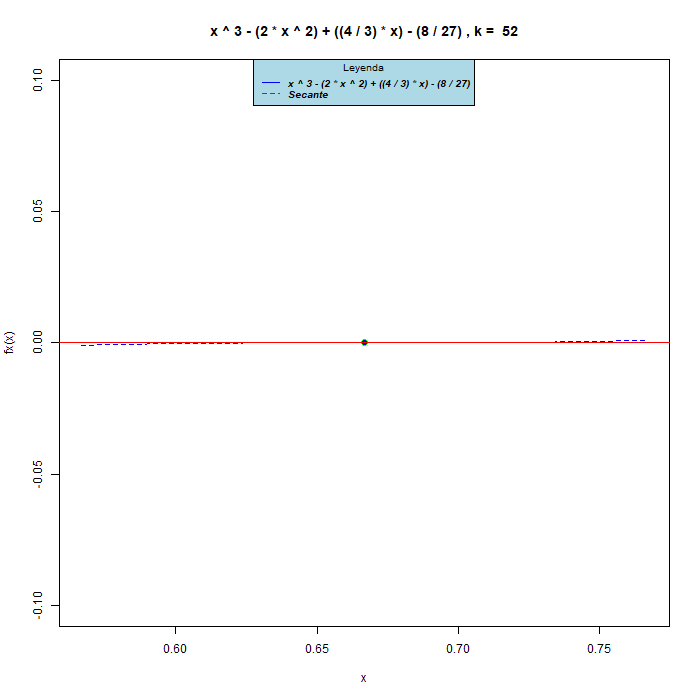 x ^ 3 - (2 * x ^ 2) + ((4 / 3) * x) - (8 / 27) , k =  52
Leyenda
x ^ 3 - (2 * x ^ 2) + ((4 / 3) * x) - (8 / 27)
Secante
0.10
0.05
0.00
-0.05
-0.10
fx(x)
0.60
0.65
0.70
0.75
x